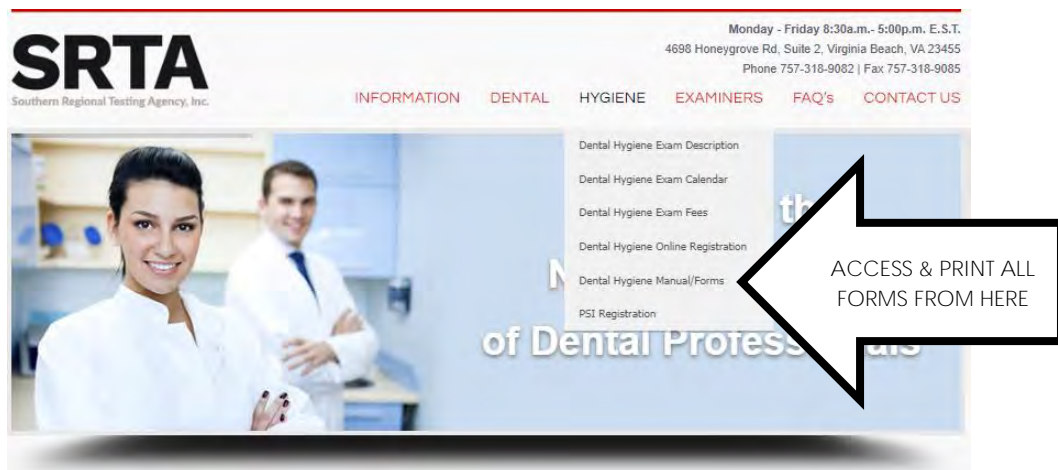 Monday - Friday 8:30a.m.- 5:00p.m. E.S.T.
4698 Honeygrove Rd, Suite 2, Virginia Beach, VA 23455
Phone 757-318-9082 | Fax 757-318-9085
SRTA
Southern Regional Testing Agency, Inc.
INFORMATION DENTAL HYGIENE EXAMINERS FAQ's CONTACT US
Dental Hygiene Exam Description
Dental Hygiene Exam Calendar
Dental Hygiene Exam Fees
Dental Hygiene Online Registration
Dental Hygiene Manual/Forms
PSI Registration
ACCESS & PRINT ALL
FORMS FROM HERE
of Dental